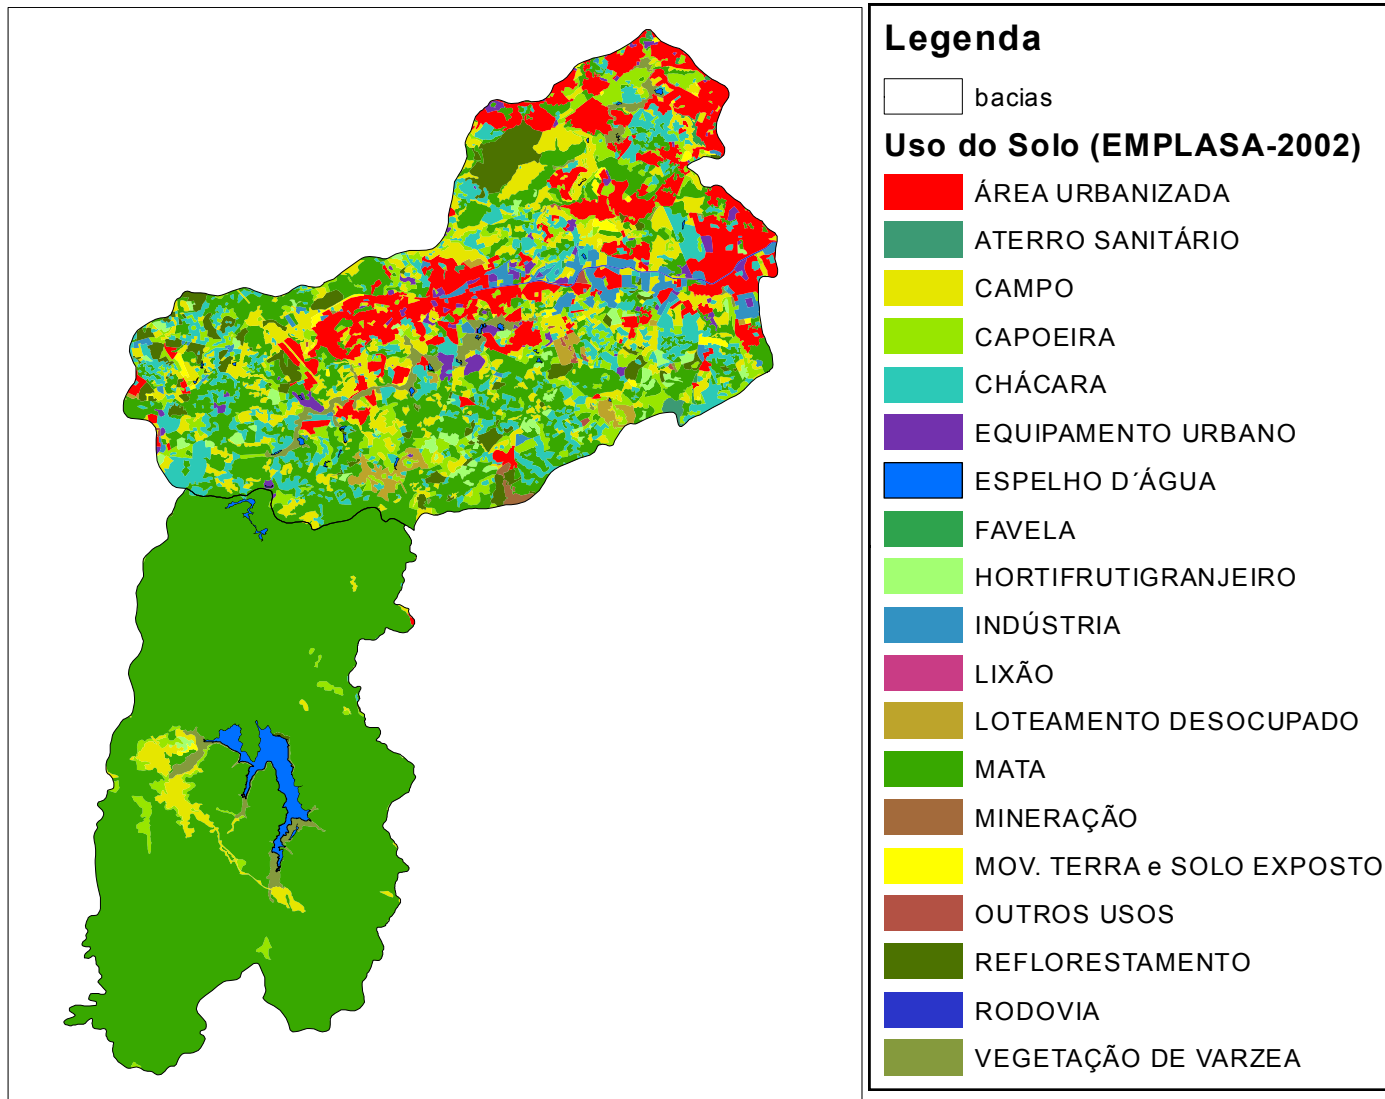 Legenda
bacias
Uso do Solo (EMPLASA-2002)
ÁREA URBANIZADA
ATERRO SANITÁRIO
CAMPO
CAPOEIRA
CHÁCARA
EQUIPAMENTO URBANO
ESPELHO D´ÁGUA
FAVELA
HORTIFRUTIGRANJEIRO
INDÚSTRIA
LIXÃO
LOTEAMENTO DESOCUPADO
MATA
MINERAÇÃO
MOV. TERRA e SOLO EXPOSTO
OUTROS USOS
REFLORESTAMENTO
RODOVIA
VEGETAÇÃO DE VARZEA